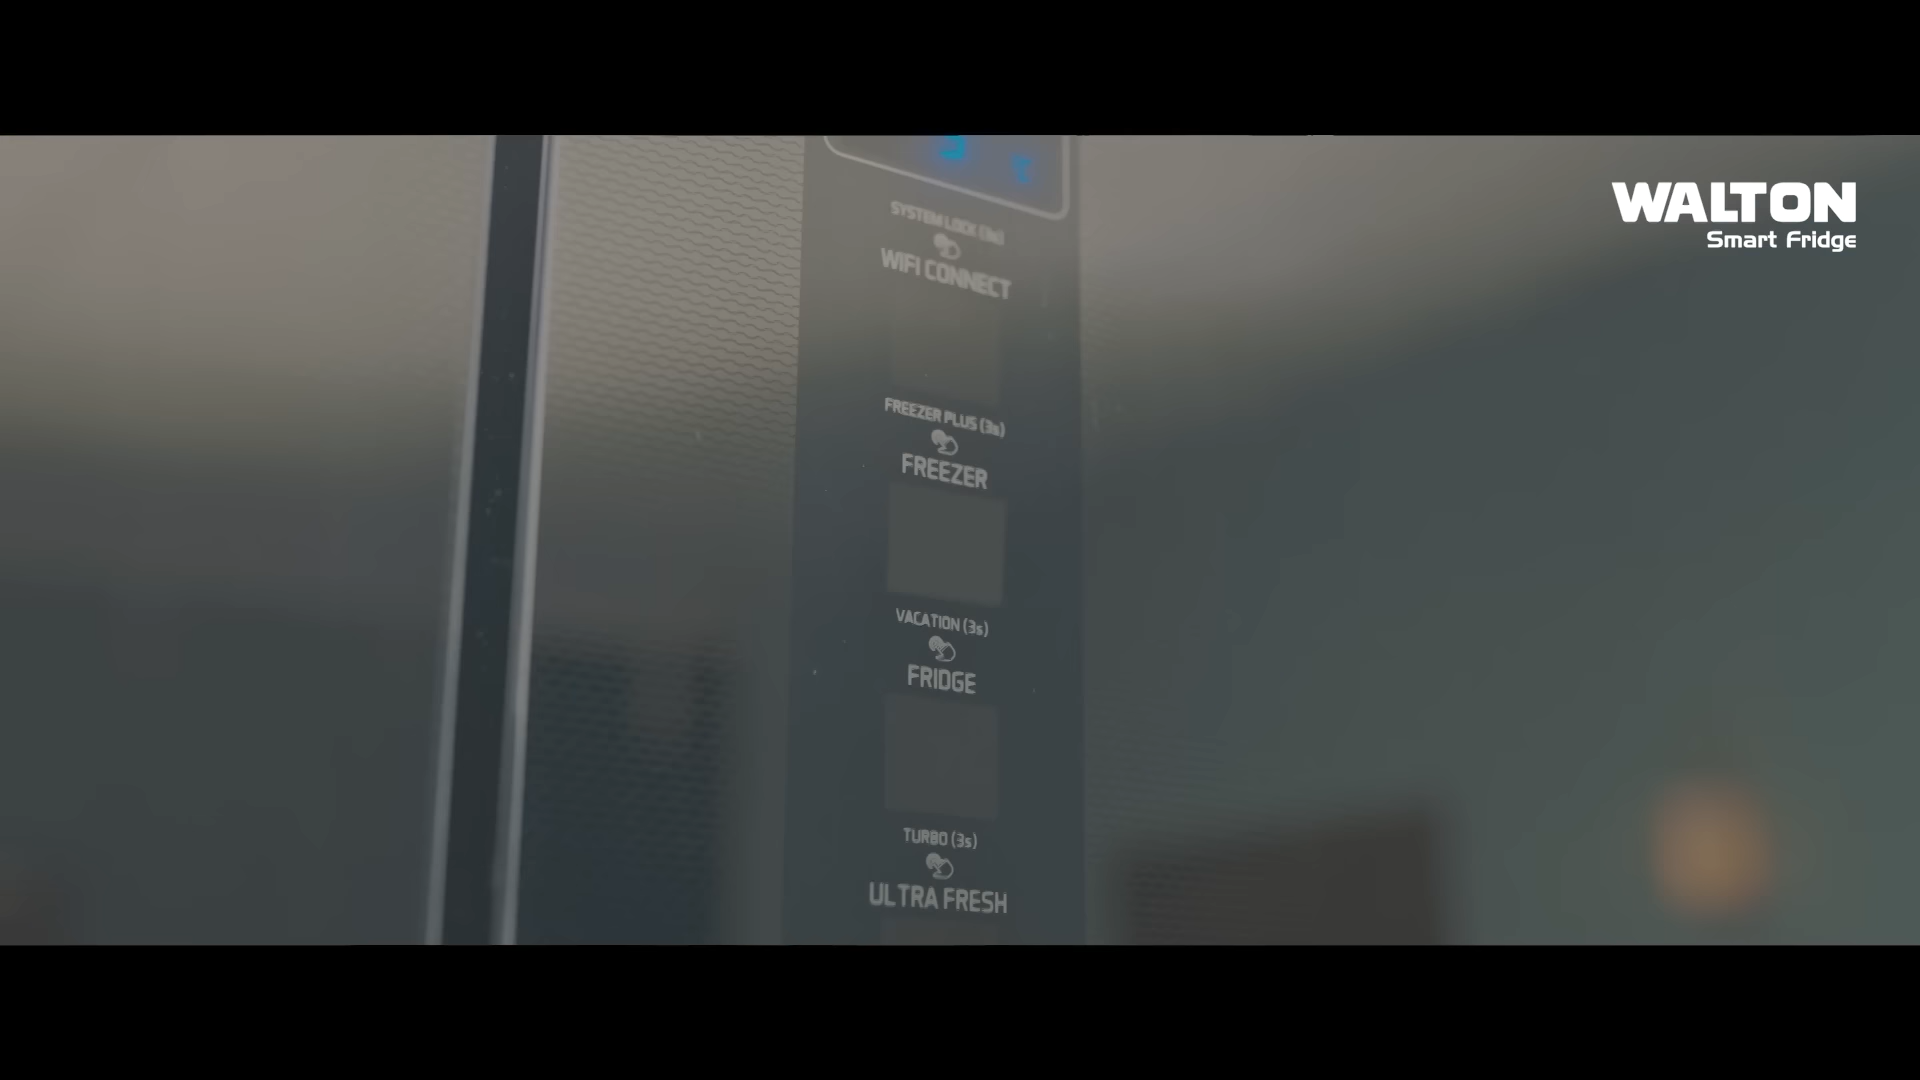 WALTON
Smart Fridge
℃
SYSTEM LOCK (3s)
WIFI CONNECT
FREEZER PLUS (3s)
FREEZER
VACATION (3s)
FRIDGE
TURBO (3s)
ULTRA FRESH